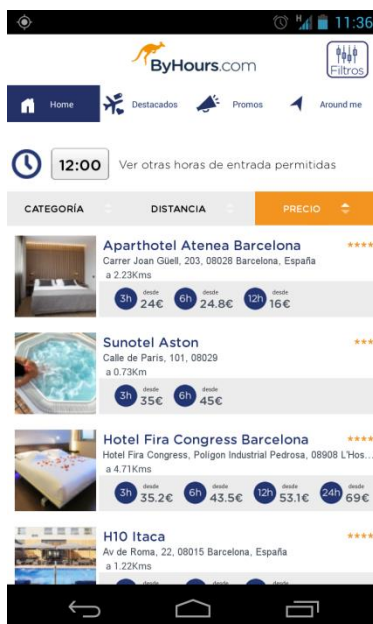 H 11:36
ByHours.com
Filtros
Home Destacados Promos Around me
12:00 Ver otras horas de entrada permitidas
CATEGORÍA DISTANCIA PRECIO
Aparthotel Atenea Barcelona
Carrer Joan Güell, 203, 08028 Barcelona, España
a 2.23Kms
3h desde 24€ 6h desde 24.8€ 12h desde 16€
Sunotel Aston
Calle de Paris, 101, 08029
a 0.73Km
3h desde 35€ 6h desde 45€
Hotel Fira Congress Barcelona
Hotel Fira Congress, Poligon Industrial Pedrosa, 08908 L'Hos...
a 4.71Kms
3h desde 35.2€ 6h desde 43.5€ 12h desde 53.1€ 24h desde 69€
H10 Itaca
Av de Roma, 22, 08015 Barcelona, España
a 1.22Kms
desde desde desde